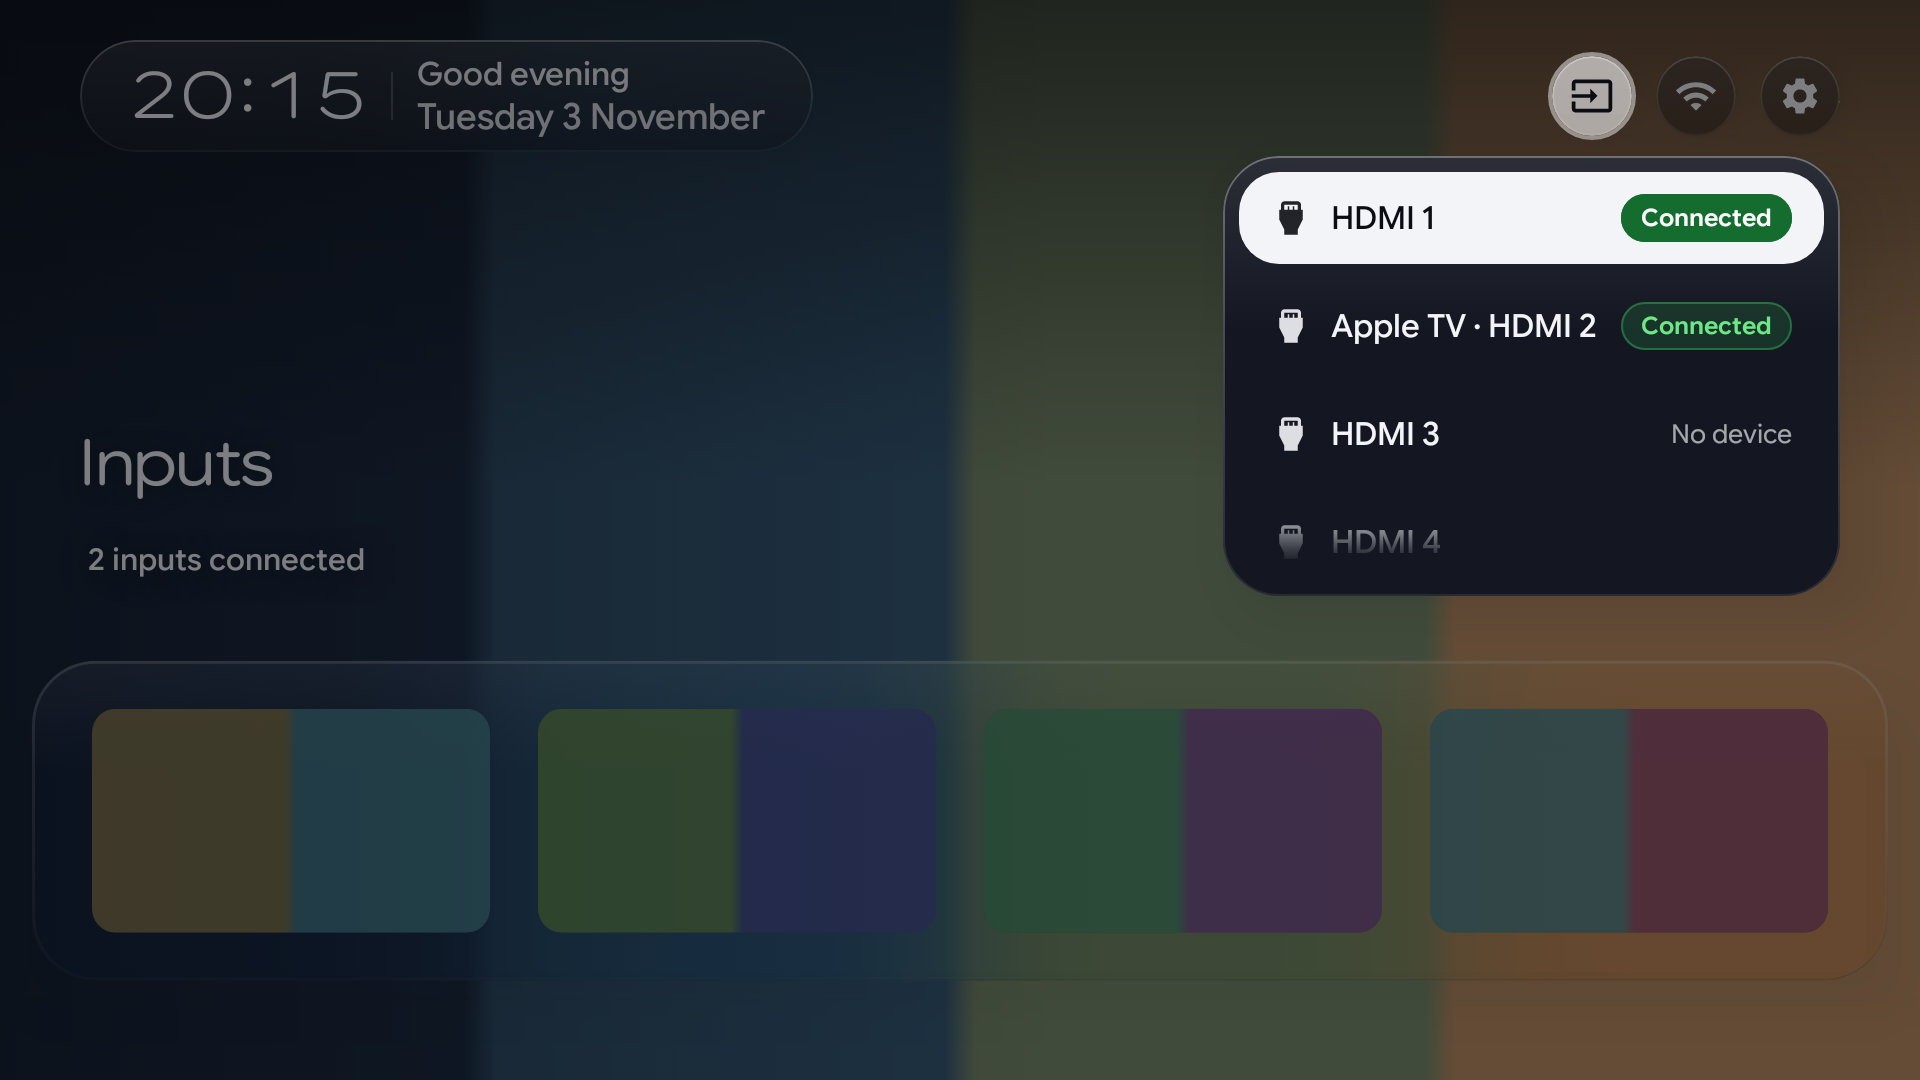 20:15
Good evening
Tuesday 3 November
HDMI 1 Connected
Apple TV · HDMI 2 Connected
HDMI 3 No device
HDMI 4
Inputs
2 inputs connected